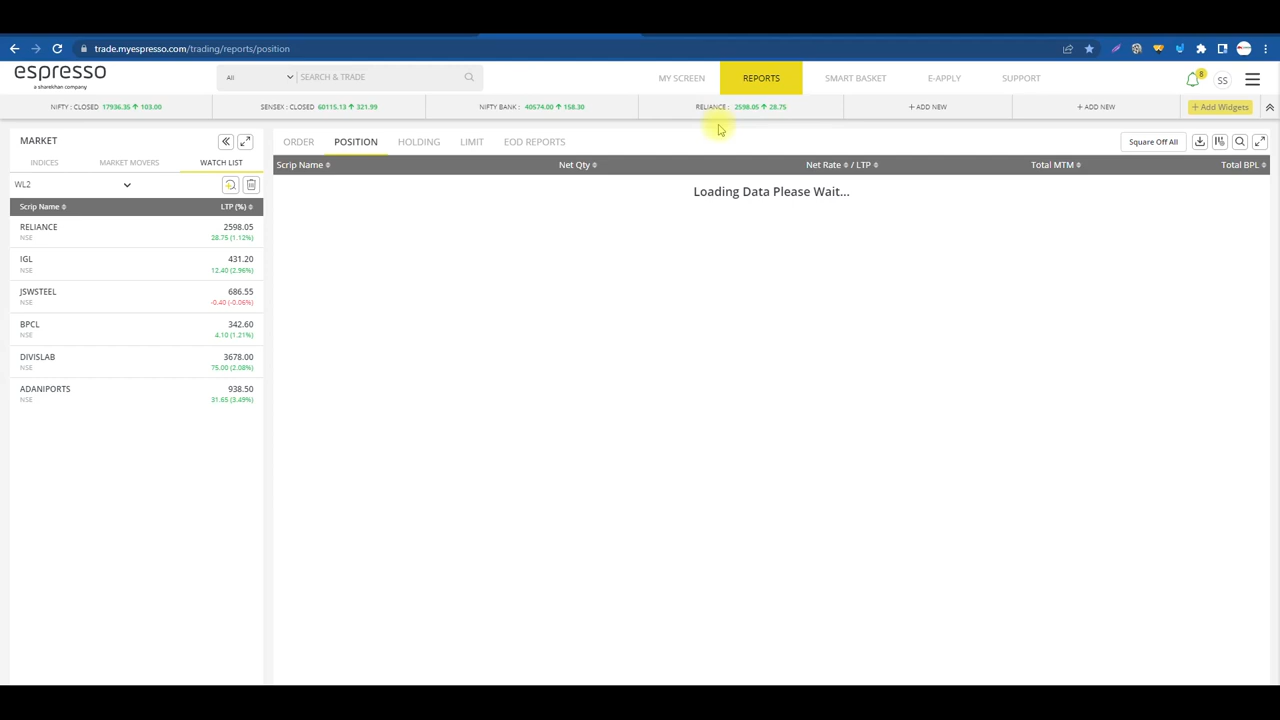 trade.myespresso.com/trading/reports/position
espresso
a sharekhan company
All
SEARCH & TRADE
MY SCREEN
REPORTS
SMART BASKET
E-APPLY
SUPPORT
8
SS
NIFTY : CLOSED 17936.35 ↑ 103.00
SENSEX : CLOSED 60115.13 ↑ 321.99
NIFTY BANK : 40574.00 ↑ 158.30
RELIANCE : 2598.05 ↑ 28.75
+ ADD NEW
+ ADD NEW
+ Add Widgets
MARKET
INDICES
MARKET MOVERS
WATCH LIST
WL2
Scrip Name
LTP (%)
RELIANCE 2598.05
NSE 28.75 (1.12%)
IGL 431.20
NSE 12.40 (2.96%)
JSWSTEEL 686.55
NSE -0.40 (-0.06%)
BPCL 342.60
NSE 4.10 (1.21%)
DIVISLAB 3678.00
NSE 75.00 (2.08%)
ADANIPORTS 938.50
NSE 31.65 (3.49%)
ORDER
POSITION
HOLDING
LIMIT
EOD REPORTS
Square Off All
Scrip Name
Net Qty
Net Rate / LTP
Total MTM
Total BPL
Loading Data Please Wait...